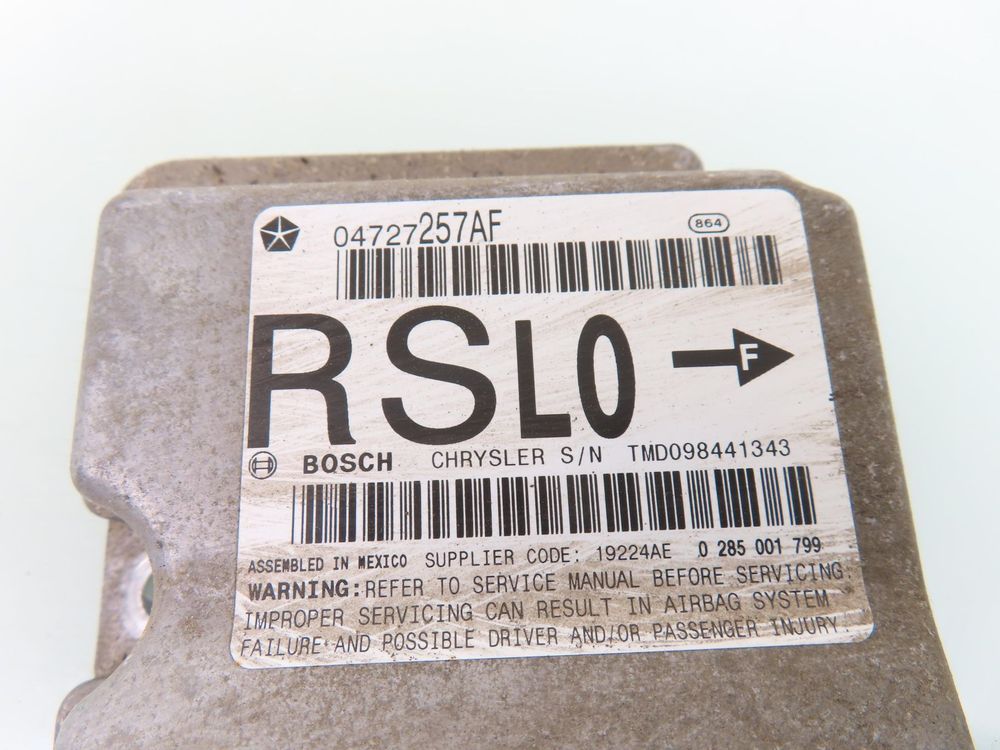 04727257AF 864
RSLO F
BOSCH CHRYSLER S/N TMD098441343
ASSEMBLED IN MEXICO SUPPLIER CODE: 19224AE 0 285 001 799
WARNING: REFER TO SERVICE MANUAL BEFORE SERVICING.
IMPROPER SERVICING CAN RESULT IN AIRBAG SYSTEM
FAILURE AND POSSIBLE DRIVER AND/OR PASSENGER INJURY.